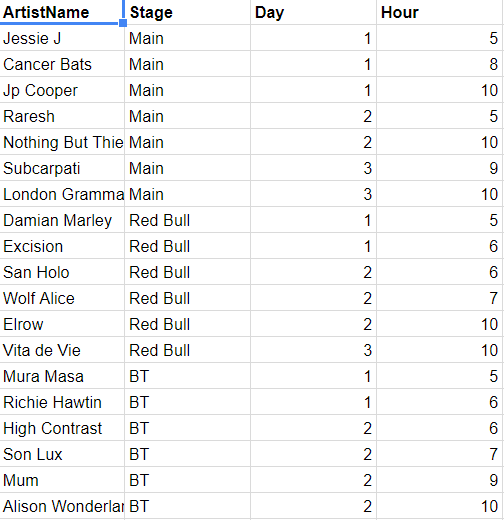 ArtistName Stage Day Hour
Jessie J Main 1 5
Cancer Bats Main 1 8
Jp Cooper Main 1 10
Raresh Main 2 5
Nothing But Thie Main 2 10
Subcarpati Main 3 9
London Gramma Main 3 10
Damian Marley Red Bull 1 5
Excision Red Bull 1 6
San Holo Red Bull 2 6
Wolf Alice Red Bull 2 7
Elrow Red Bull 2 10
Vita de Vie Red Bull 3 10
Mura Masa BT 1 5
Richie Hawtin BT 1 6
High Contrast BT 2 6
Son Lux BT 2 7
Mum BT 2 9
Alison Wonderlar BT 2 10